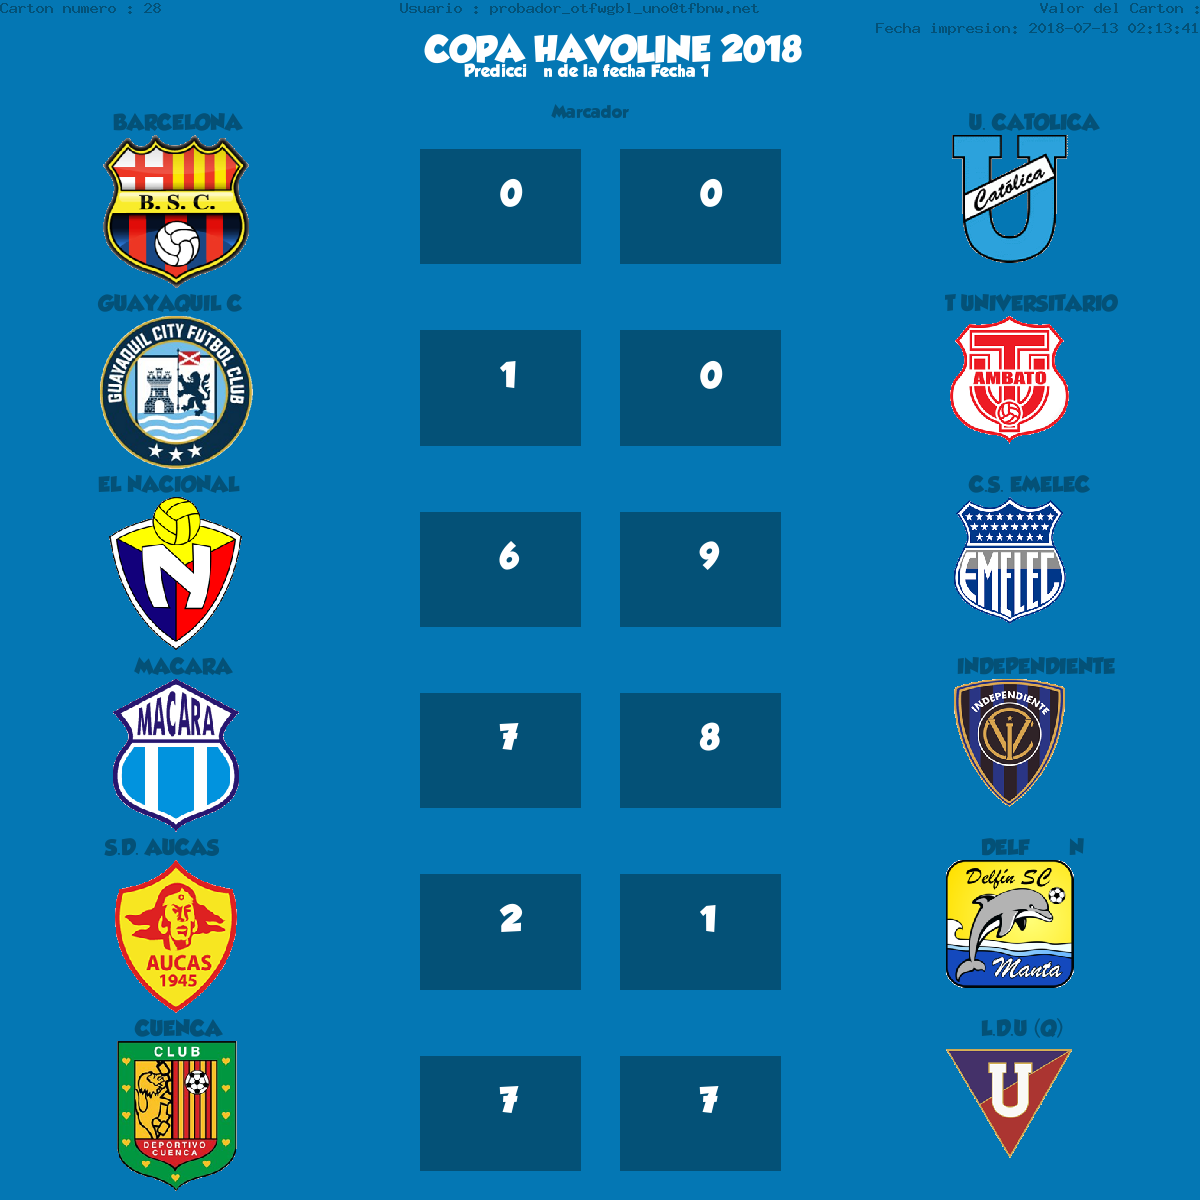 Carton numero : 28 Usuario : probador_otfwgbl_uno@tfbnw.net Valor del Carton :
Fecha impresion: 2018-07-13 02:13:41
COPA HAVOLINE 2018
Predicci n de la fecha Fecha 1
Marcador
BARCELONA U. CATOLICA
B. S. C. 0 0 Católica
GUAYAQUIL C T UNIVERSITARIO
GUAYAQUIL CITY FUTBOL CLUB 1 0 T AMBATO
EL NACIONAL C.S. EMELEC
N 6 9 EMELEC
MACARA INDEPENDIENTE
MACARA 7 8 INDEPENDIENTE
S.D. AUCAS DELF N
Delfín SC
2 1
AUCAS
1945 Manta
CUENCA L.D.U (Q)
CLUB
7 7 U
DEPORTIVO
CUENCA